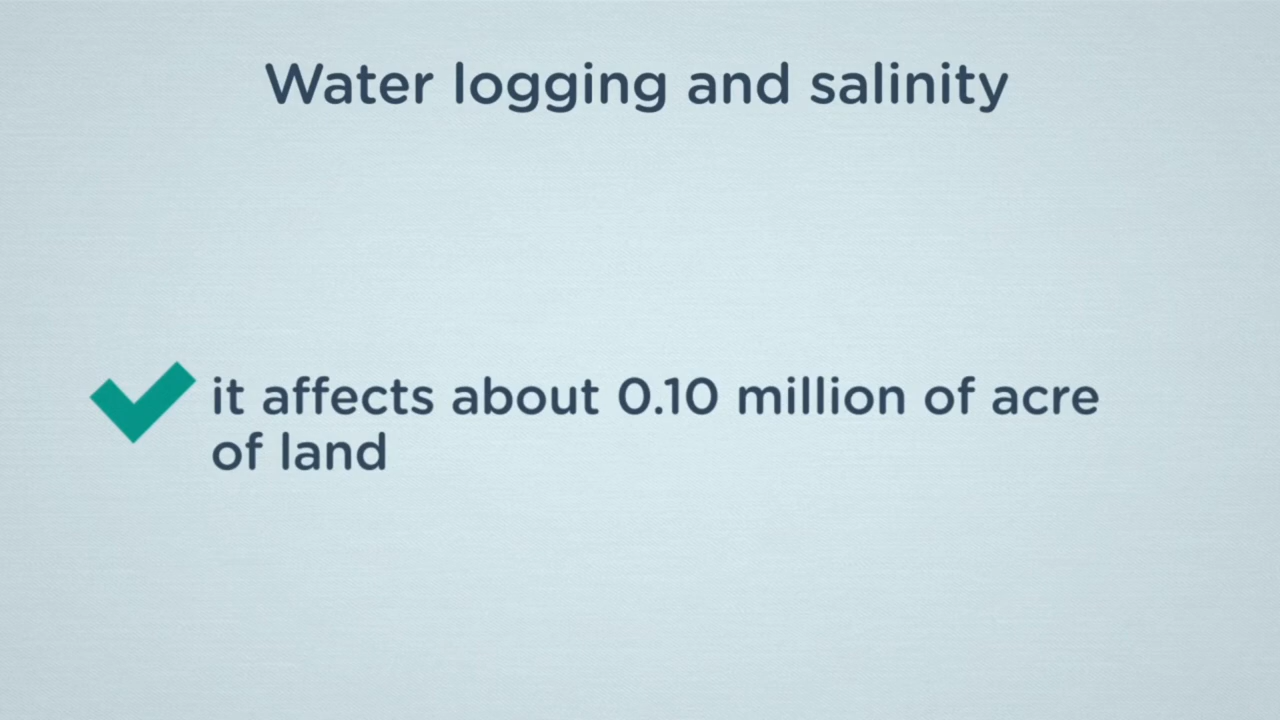 Water logging and salinity
it affects about 0.10 million of acre
of land